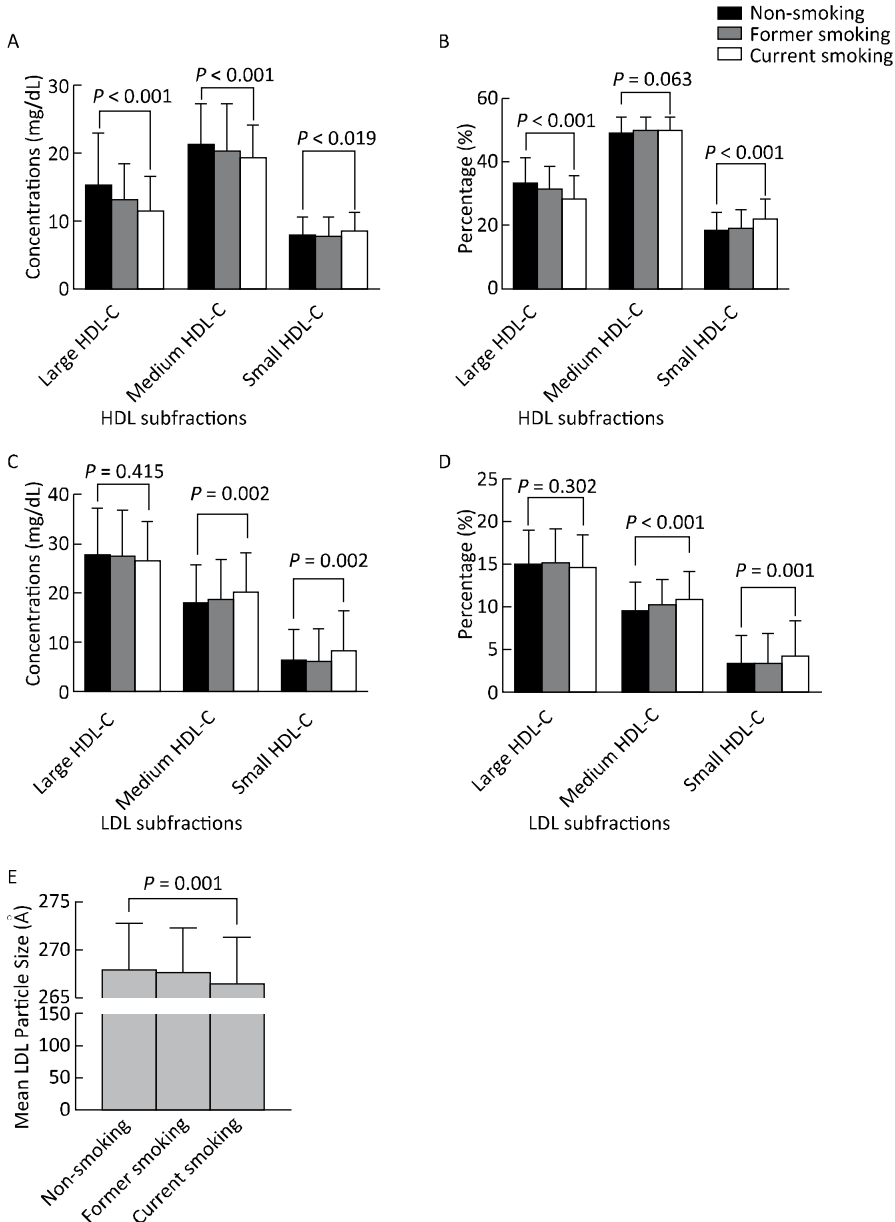 Non-smoking
Former smoking
Current smoking
A
P < 0.001
P < 0.001
P < 0.019
Concentrations (mg/dL)
30
20
10
0
Large HDL-C
Medium HDL-C
Small HDL-C
HDL subfractions
B
P < 0.001
P = 0.063
P < 0.001
Percentage (%)
60
40
20
0
Large HDL-C
Medium HDL-C
Small HDL-C
HDL subfractions
C
P = 0.415
P = 0.002
P = 0.002
Concentrations (mg/dL)
40
30
20
10
0
Large HDL-C
Medium HDL-C
Small HDL-C
LDL subfractions
D
P = 0.302
P < 0.001
P = 0.001
Percentage (%)
25
20
15
10
5
0
Large HDL-C
Medium HDL-C
Small HDL-C
LDL subfractions
E
P = 0.001
Mean LDL Particle Size (Å)
275
270
265
150
100
50
0
Non-smoking
Former smoking
Current smoking